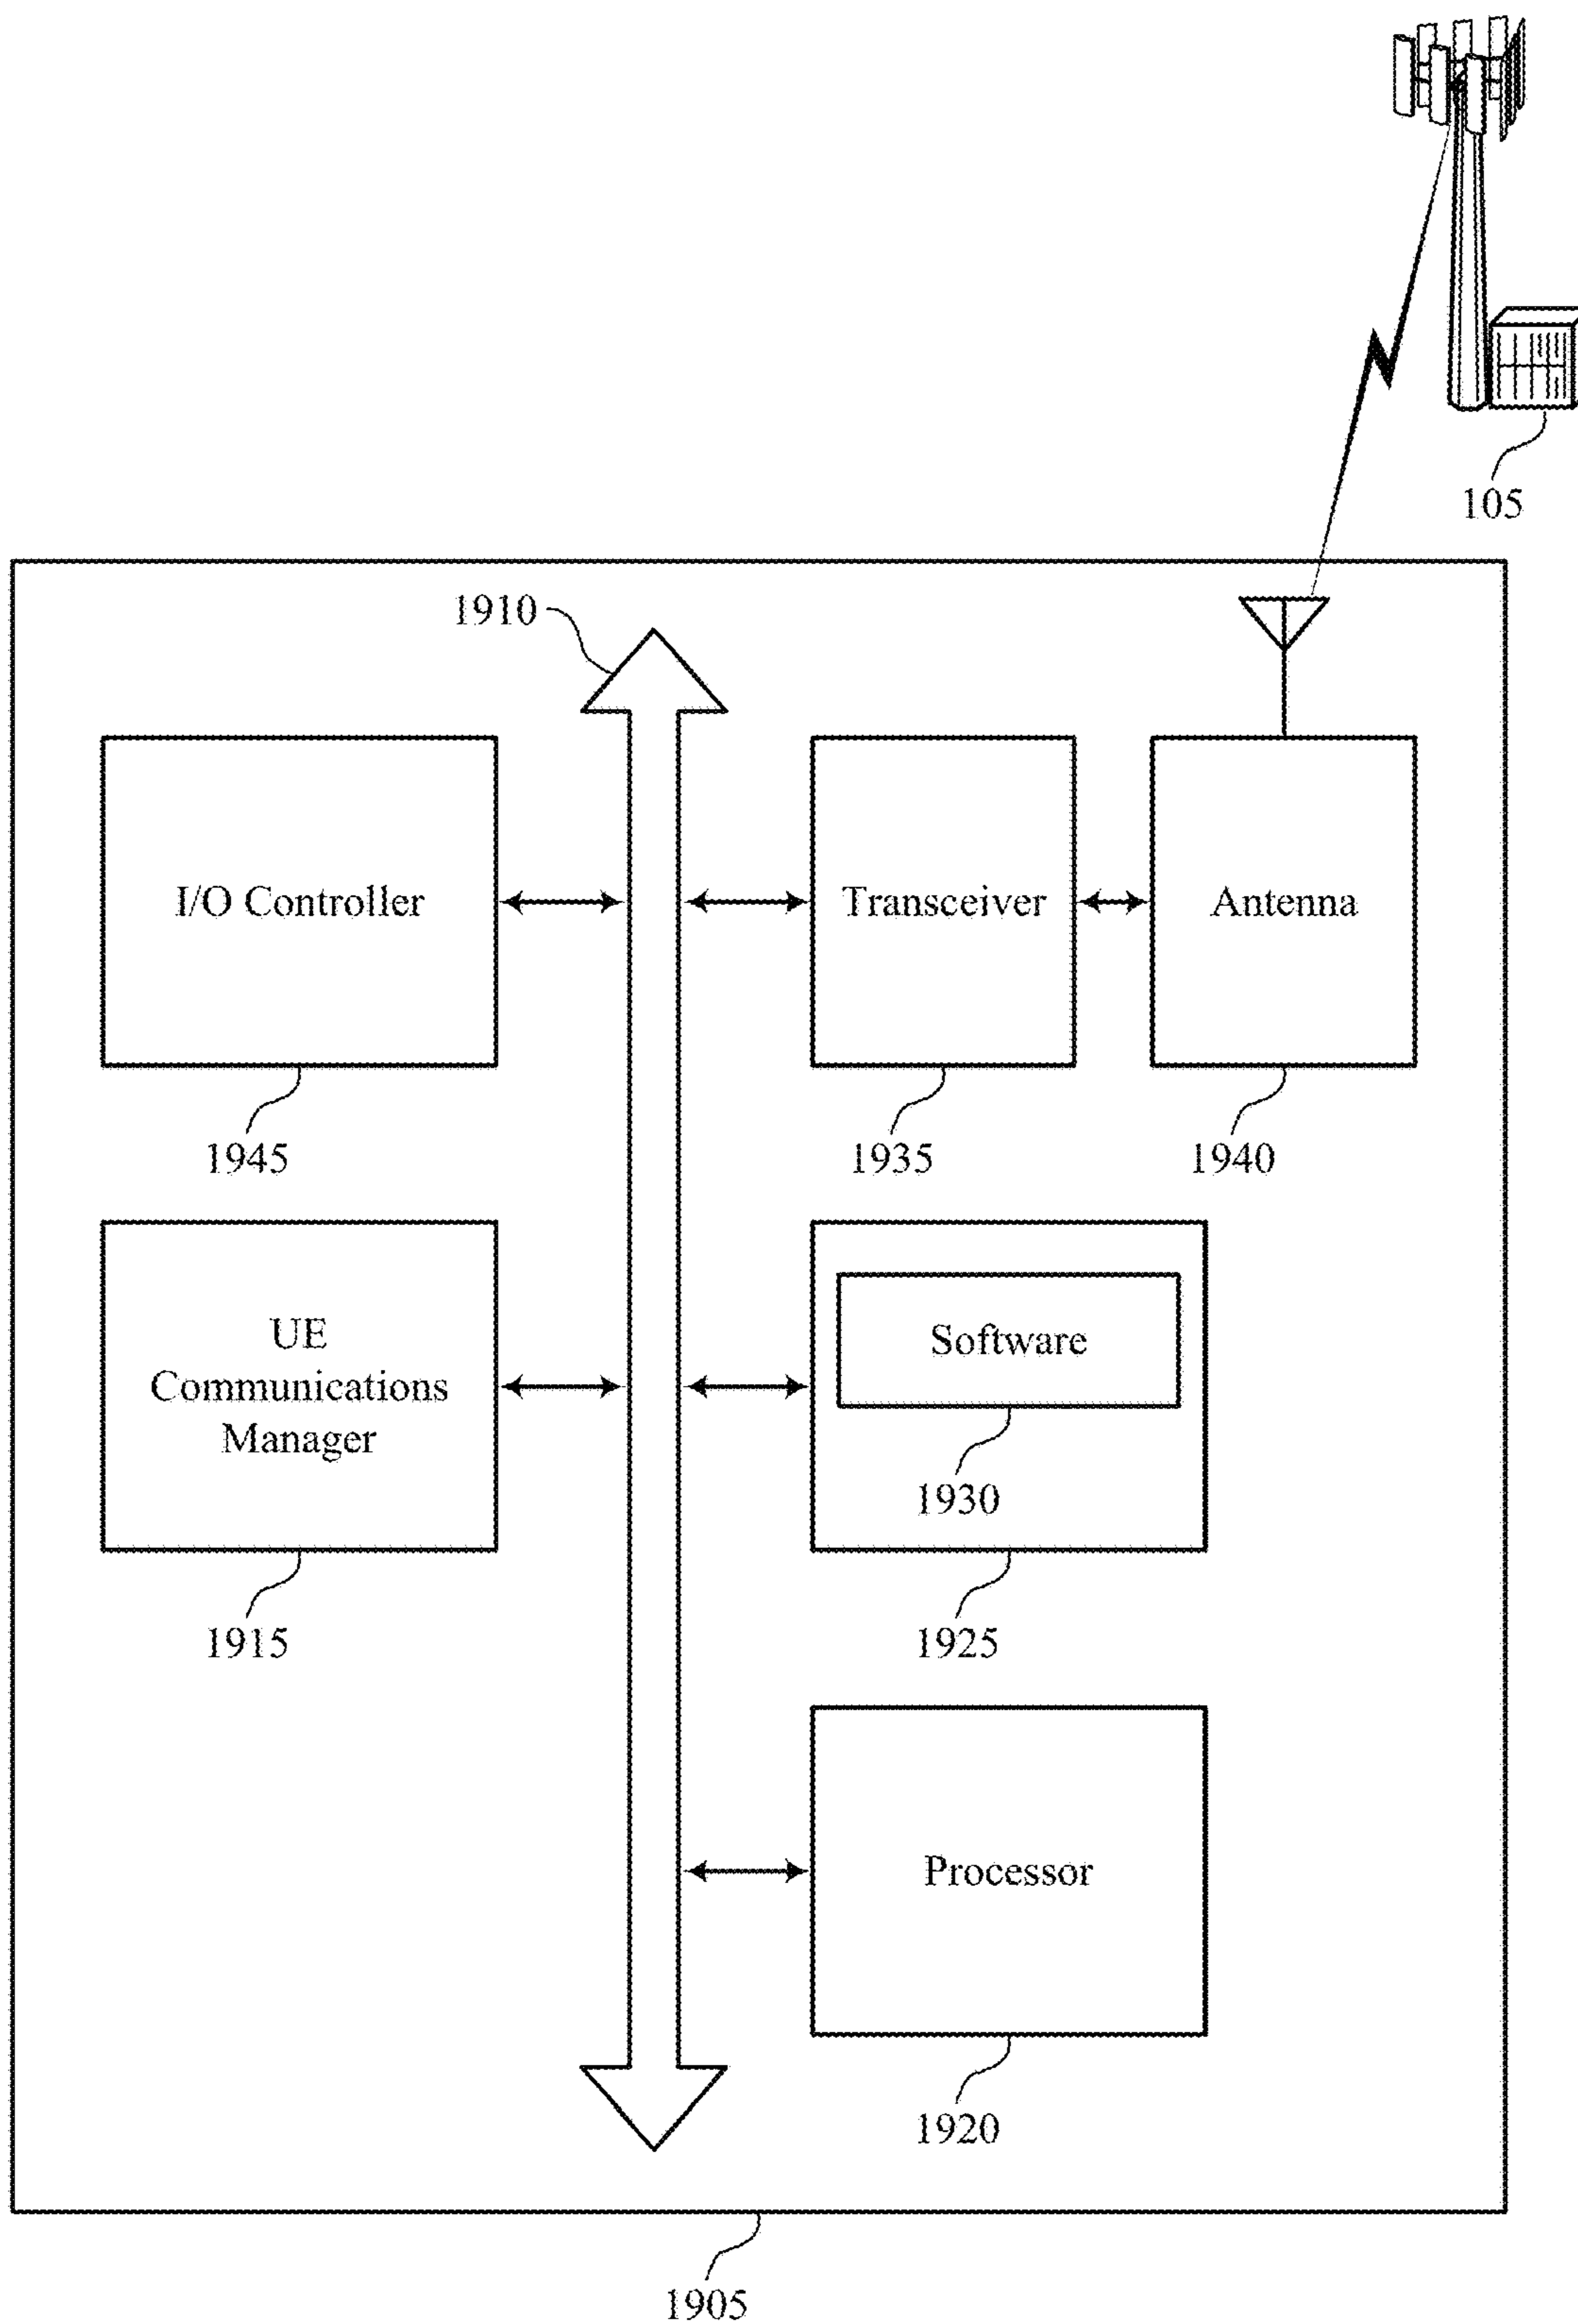 105
1910
I/O Controller
Transceiver
Antenna
1945
1935
1940
UE
Communications
Manager
Software
1930
1915
1925
Processor
1920
1905